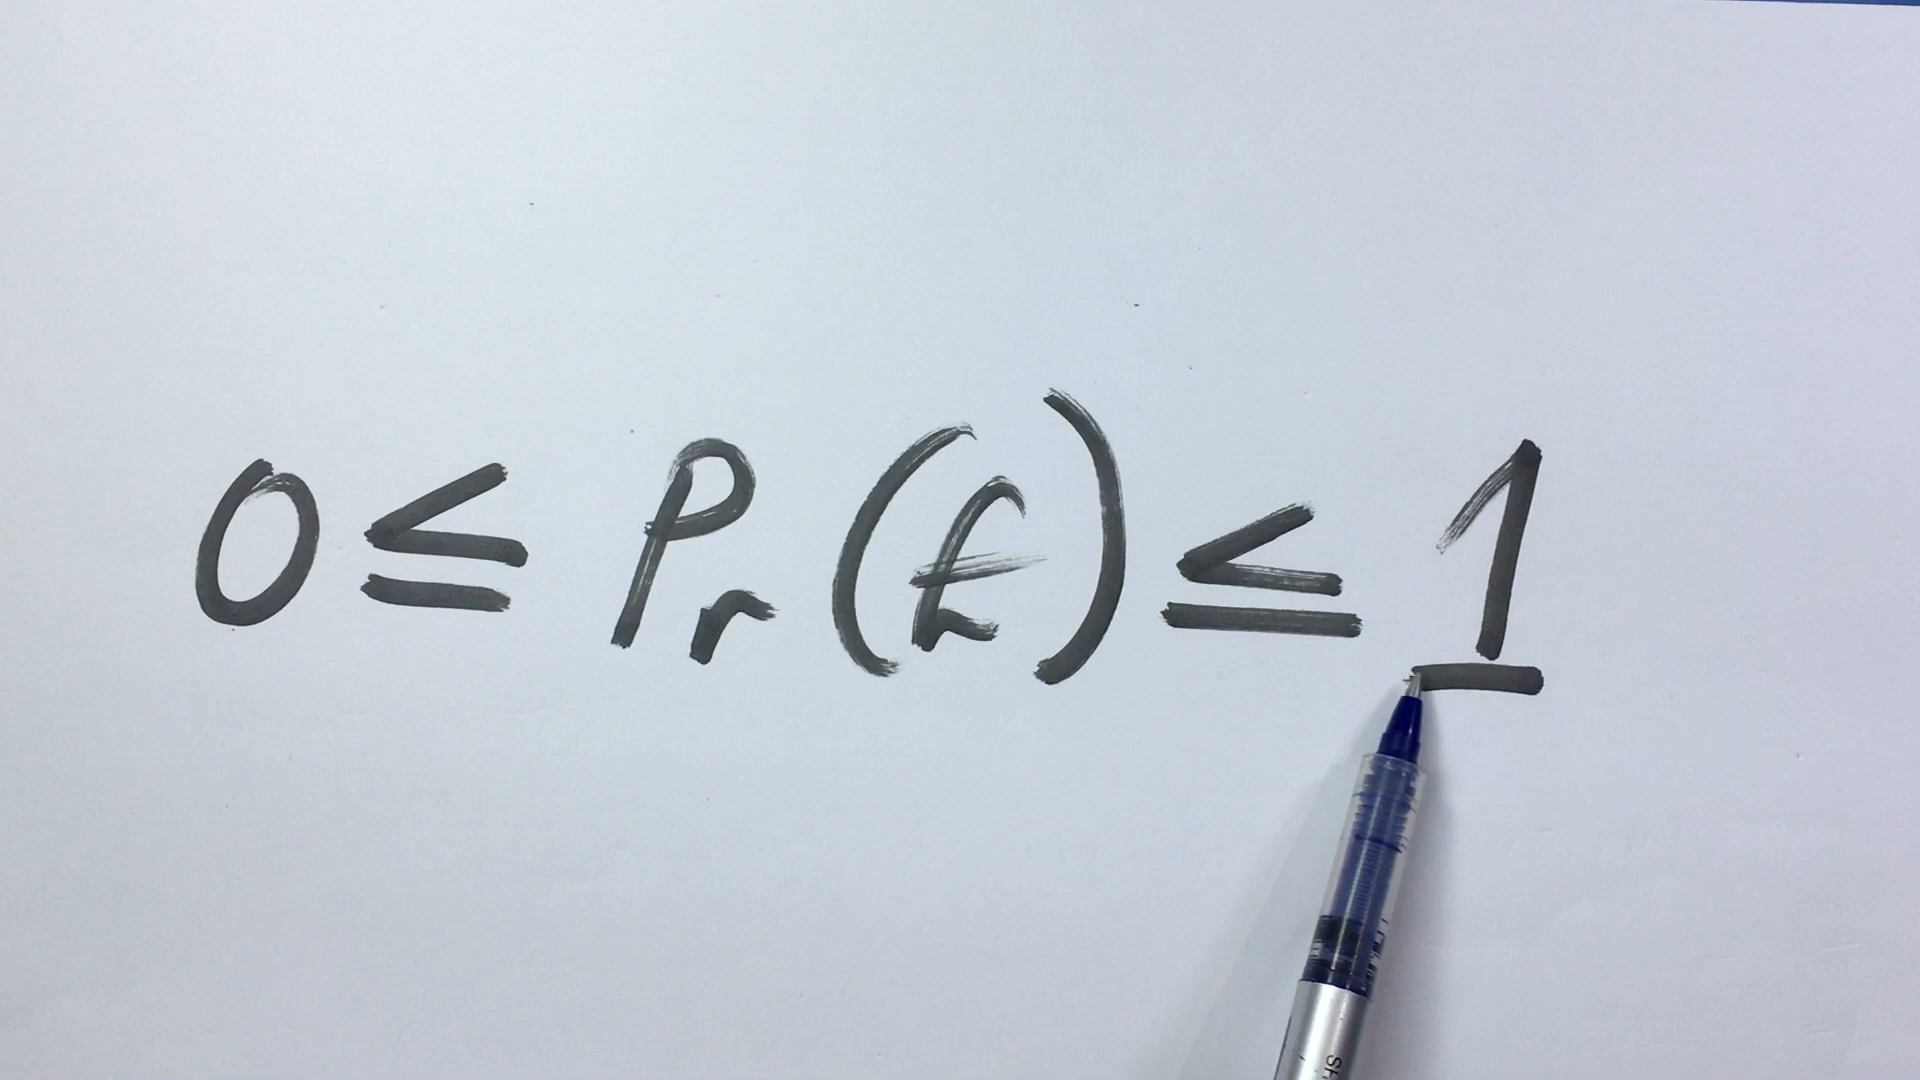 0 ≤ Pr(E) ≤ 1